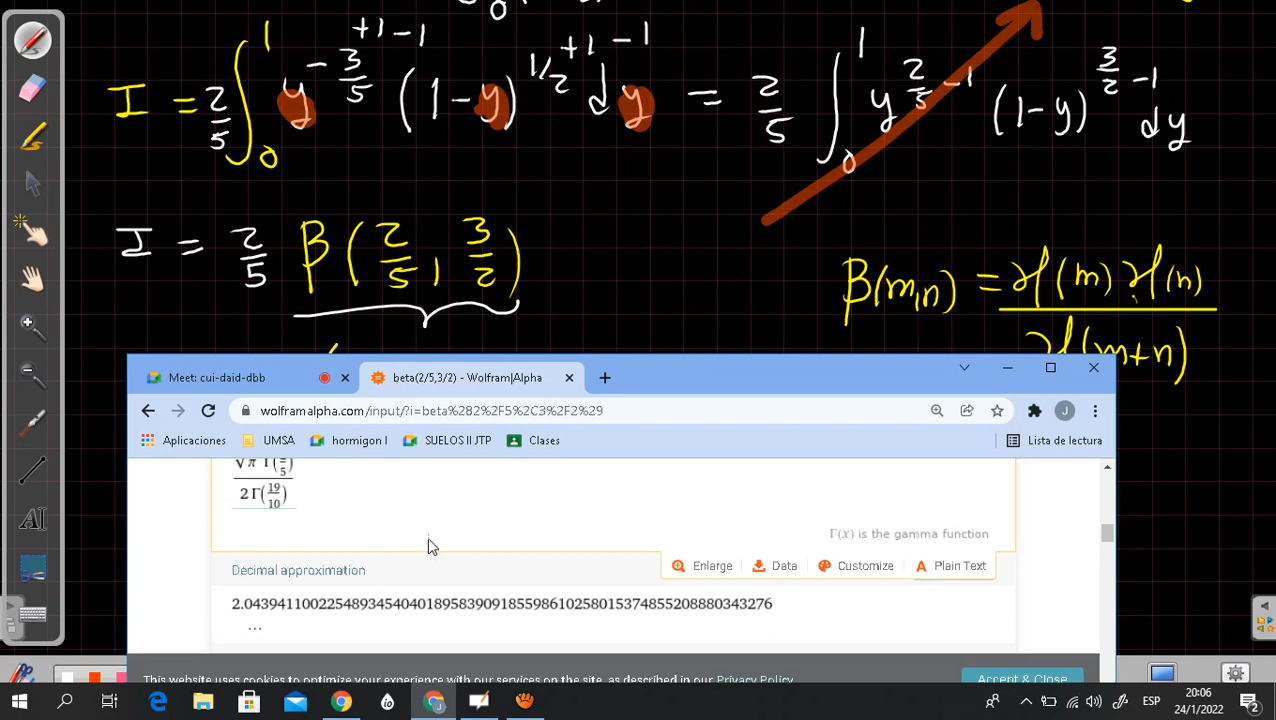 I = 2/5 ∫₀¹ y^(-3/5 +1-1) (1-y)^(1/2 +1-1) dy = 2/5 ∫₀¹ y^(2/5 -1) (1-y)^(3/2 -1) dy
I = 2/5 β(2/5, 3/2)
β(m,n) = γ(m) γ(n) / γ(m+n)
Meet: cui-daid-dbb
beta(2/5,3/2) - Wolfram|Alpha
wolframalpha.com/input/?i=beta%282%2F5%2C3%2F2%29
J
Aplicaciones UMSA hormigon I SUELOS II JTP Clases Lista de lectura
√π Γ(2/5)
2 Γ(19/10)
Γ(x) is the gamma function
Enlarge Data Customize A Plain Text
Decimal approximation
...
This website uses cookies to optimize your experience with our services on the site, as described in our Privacy Policy. Accept & Close
ESP
20:06
24/1/2022
2